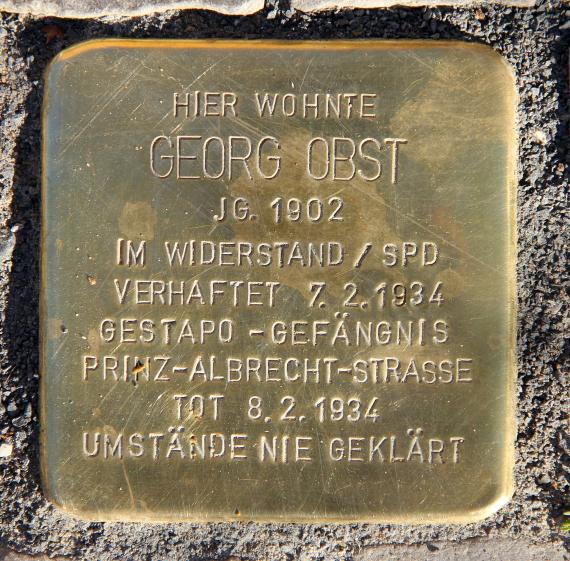 HIER WOHNTE
GEORG OBST
JG. 1902
IM WIDERSTAND / SPD
VERHAFTET 7. 2. 1934
GESTAPO - GEFÄNGNIS
PRINZ-ALBRECHT-STRASSE
TOT 8. 2. 1934
UMSTÄNDE NIE GEKLÄRT